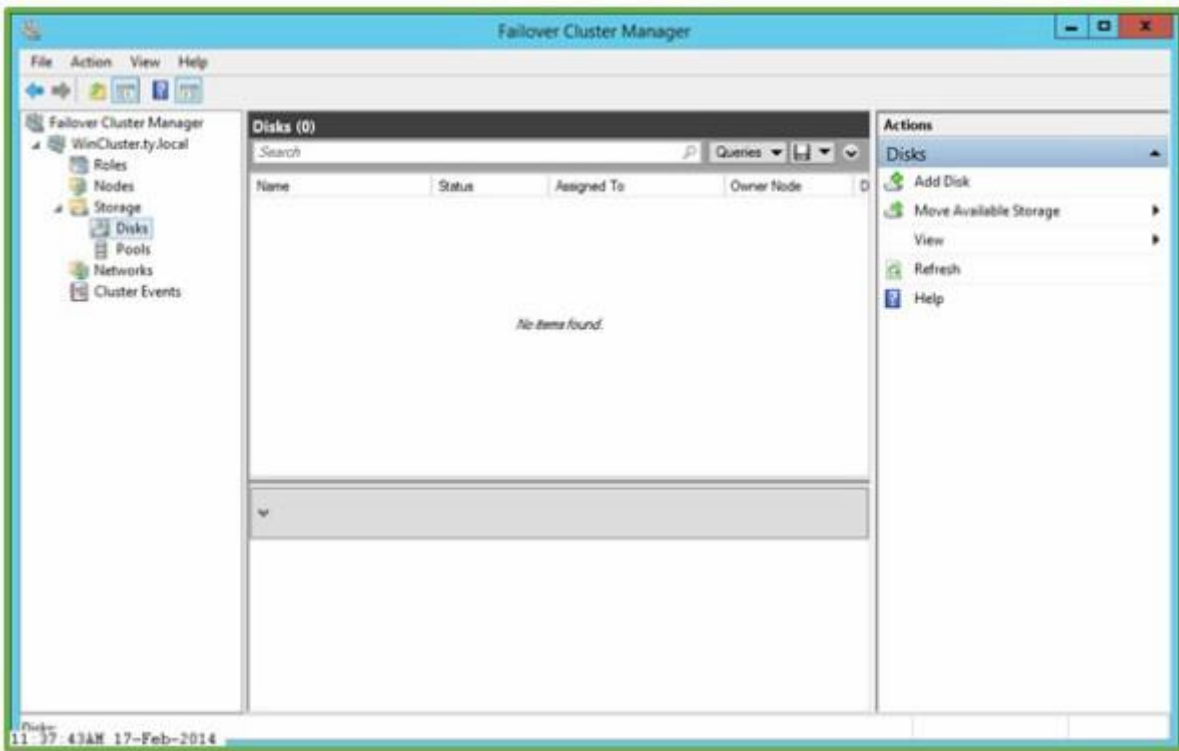 Failover Cluster Manager
File Action View Help
Failover Cluster Manager
WinCluster.ty.local
Roles
Nodes
Storage
Disks
Pools
Networks
Cluster Events
Disks (0)
Search
Queries
Name Status Assigned To Owner Node D
No items found.
Actions
Disks
Add Disk
Move Available Storage
View
Refresh
Help
11:37:43AM 17-Feb-2014